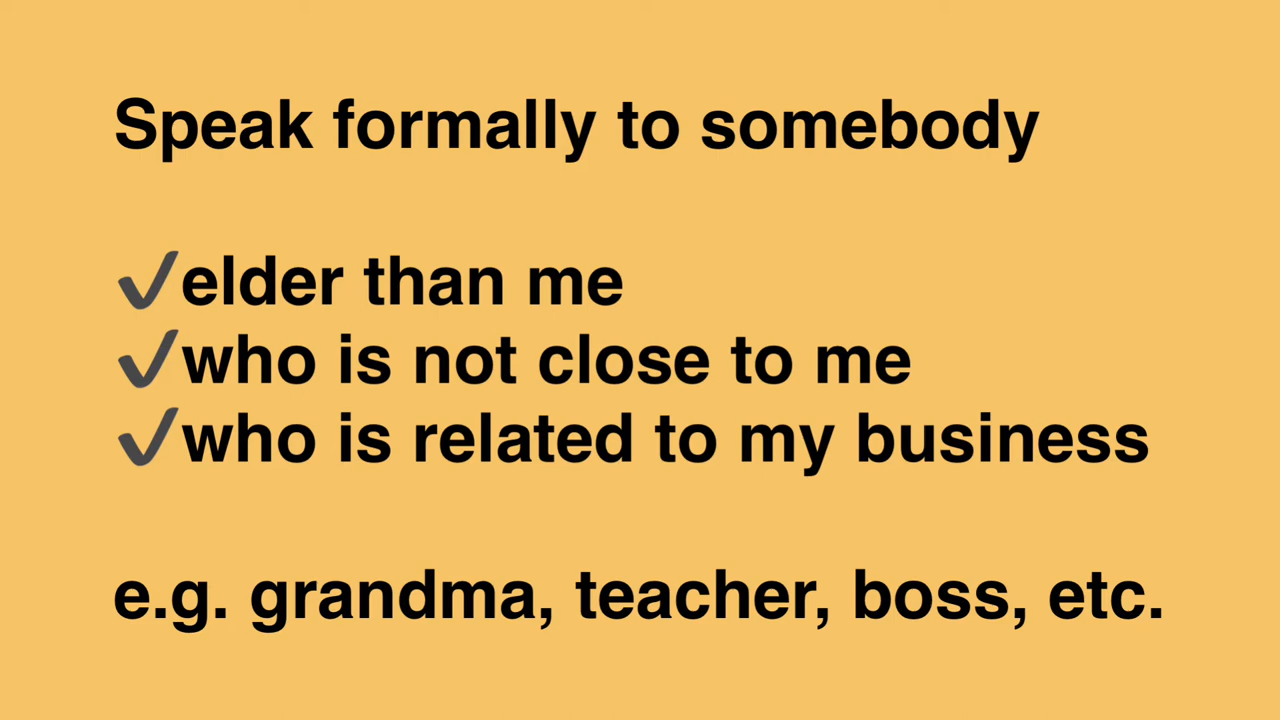 Speak formally to somebody
✔elder than me
✔who is not close to me
✔who is related to my business
e.g. grandma, teacher, boss, etc.